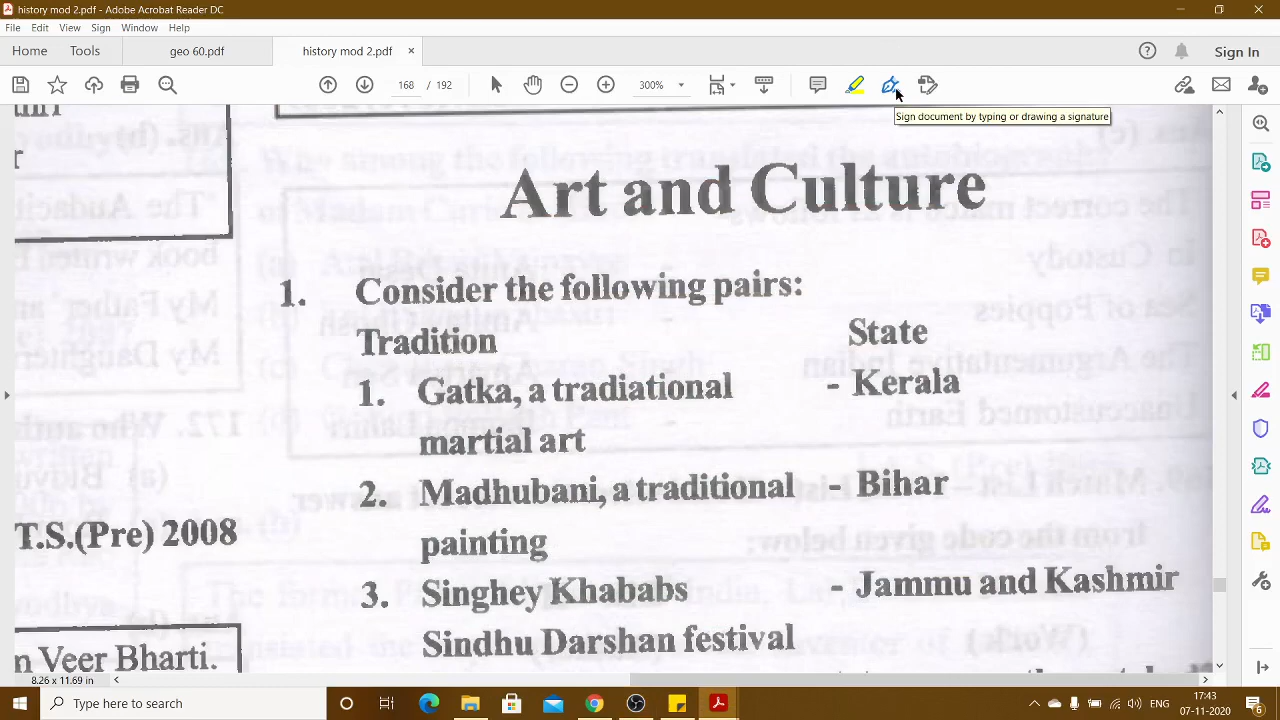 history mod 2.pdf - Adobe Acrobat Reader DC
File Edit View Sign Window Help
Home Tools geo 60.pdf history mod 2.pdf × Sign In
168 / 192 300%
Sign document by typing or drawing a signature
Art and Culture
1. Consider the following pairs:
Tradition State
1. Gatka, a tradiational - Kerala
martial art
2. Madhubani, a traditional - Bihar
painting
3. Singhey Khababs - Jammu and Kashmir
Sindhu Darshan festival
T.S.(Pre) 2008
n Veer Bharti.
8.26 x 11.69 in
Type here to search
ENG
17:43
07-11-2020
6